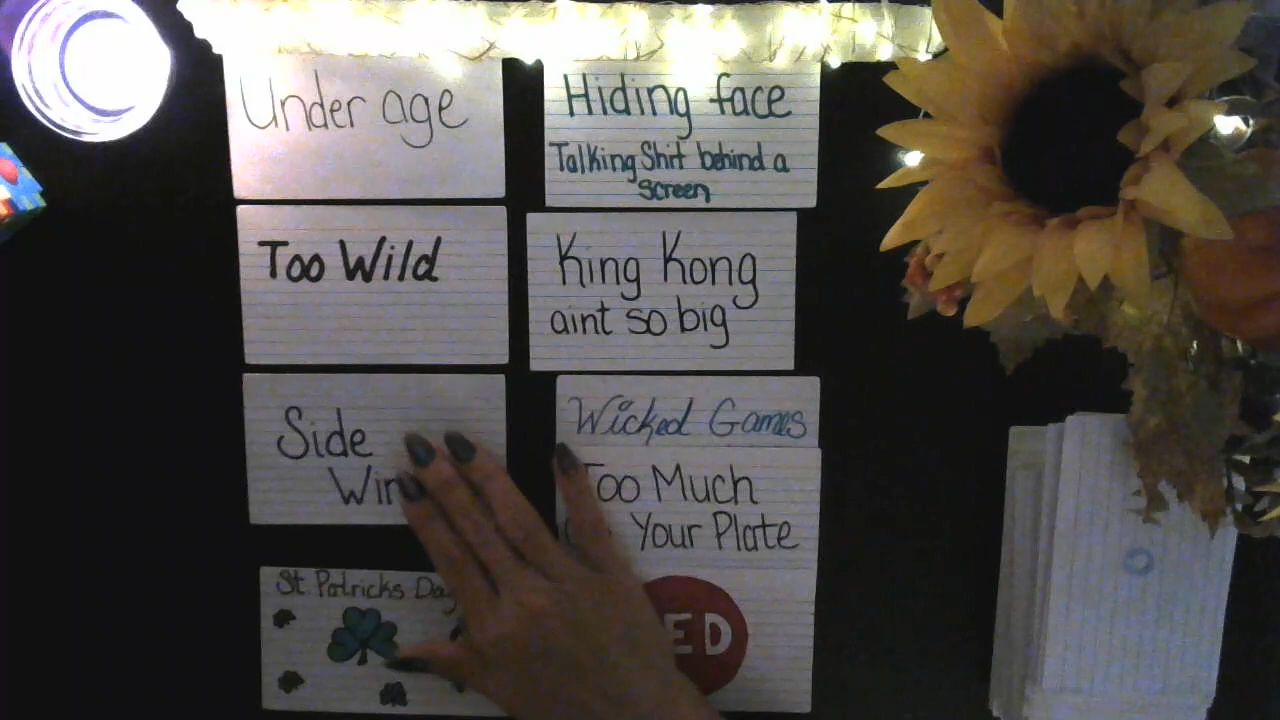 Under age
Too Wild
Side
St Patricks Day
Hiding face
Talking Shit behind a
screen
King Kong
aint so big
Wicked Games
Too Much
Your Plate